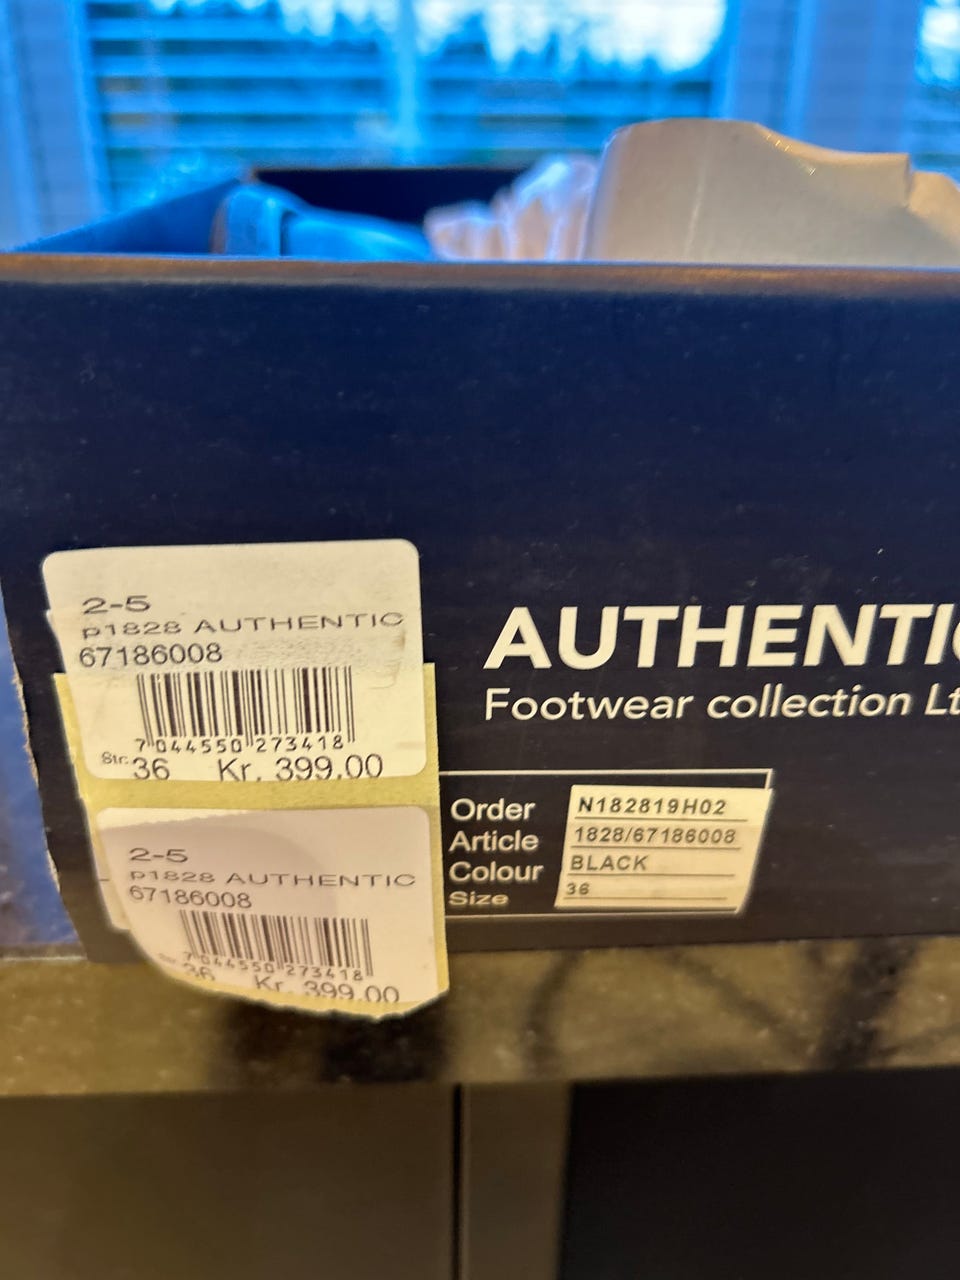 2-5
p1828 AUTHENTIC
67186008
7 044550 273418
Str. 36 Kr. 399,00
2-5
p1828 AUTHENTIC
67186008
7 044550 273418
36 Kr. 399,00
AUTHENTIC
Footwear collection Lt
Order N182819H02
Article 1828/67186008
Colour BLACK
Size 36